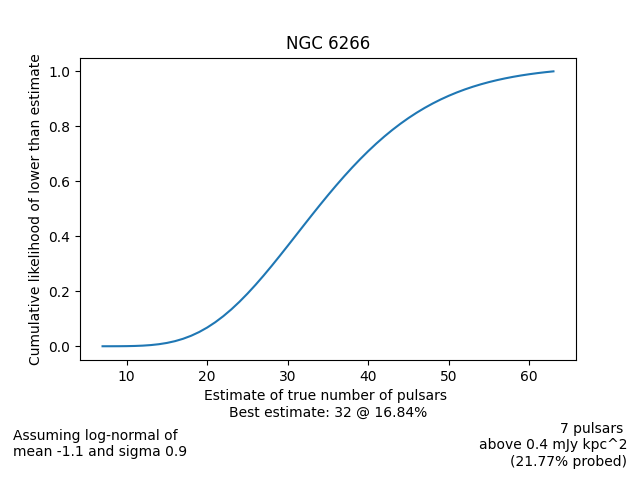 NGC 6266
Cumulative likelihood of lower than estimate
1.0
0.8
0.6
0.4
0.2
0.0
10 20 30 40 50 60
Estimate of true number of pulsars
Best estimate: 32 @ 16.84%
Assuming log-normal of
mean -1.1 and sigma 0.9
7 pulsars
above 0.4 mJy kpc^2
(21.77% probed)